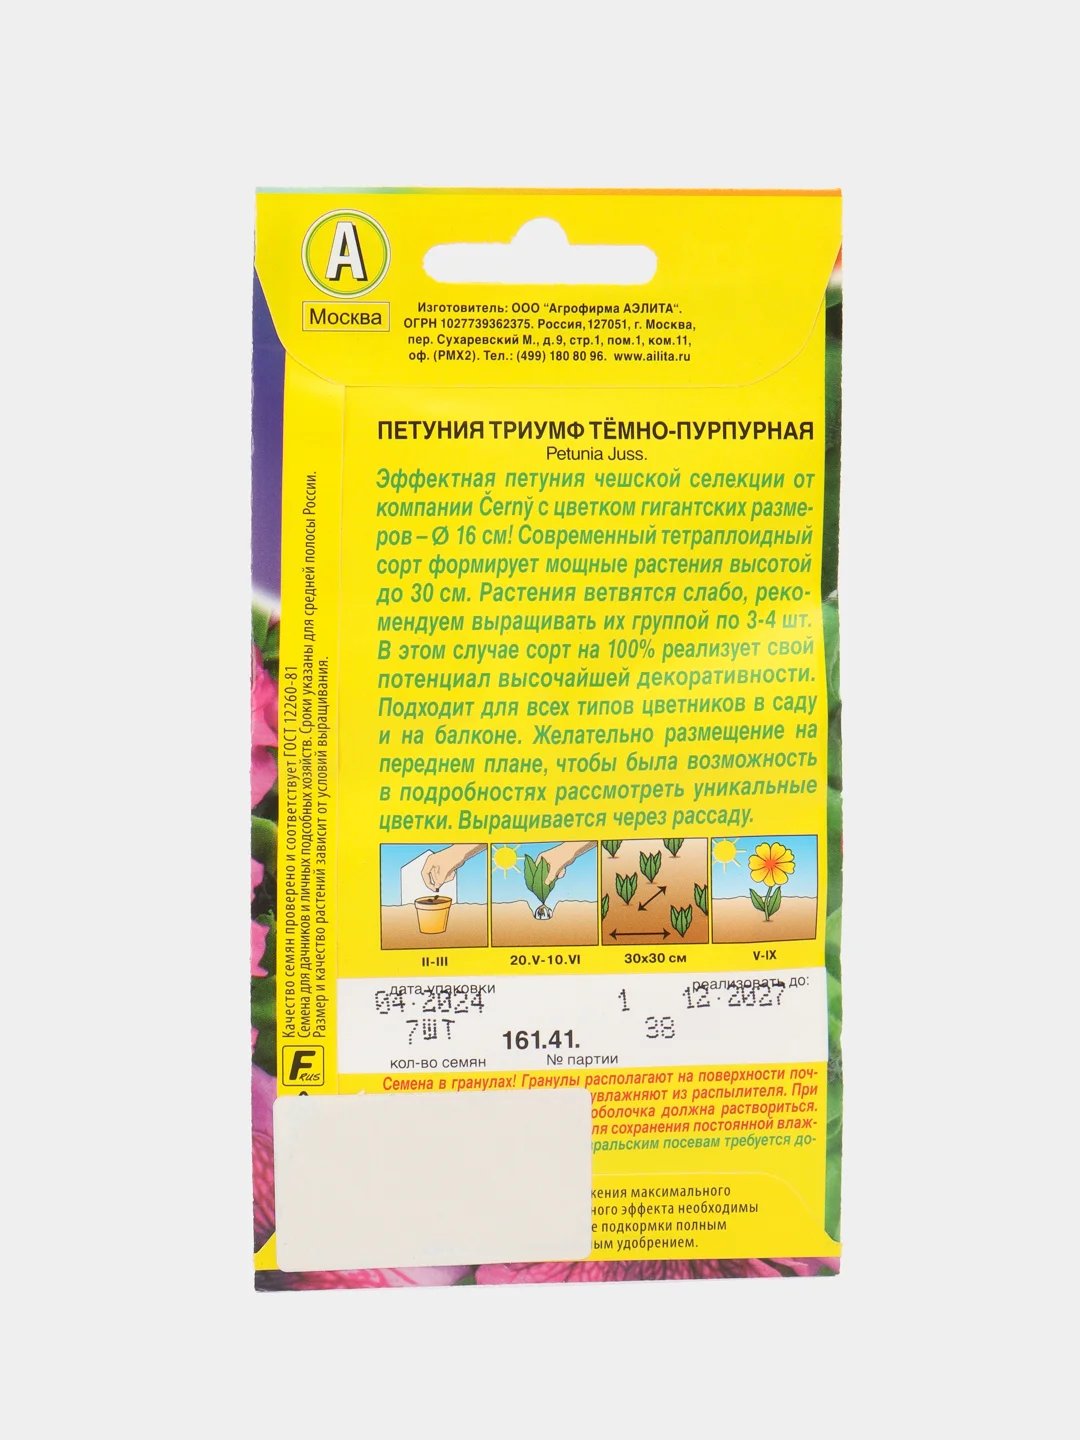 А
Москва
Изготовитель: ООО "Агрофирма АЭЛИТА".
ОГРН 1027739362375. Россия, 127051, г. Москва,
пер. Сухаревский М., д.9, стр.1, пом.1, ком.11,
оф. (РМХ2). Тел.: (499) 180 80 96. www.ailita.ru
ПЕТУНИЯ ТРИУМФ ТЁМНО-ПУРПУРНАЯ
Petunia Juss.
Эффектная петуния чешской селекции от
компании Černý с цветком гигантских разме-
ров – Ø 16 см! Современный тетраплоидный
сорт формирует мощные растения высотой
до 30 см. Растения ветвятся слабо, реко-
мендуем выращивать их группой по 3-4 шт.
В этом случае сорт на 100% реализует свой
потенциал высочайшей декоративности.
Подходит для всех типов цветников в саду
и на балконе. Желательно размещение на
переднем плане, чтобы была возможность
в подробностях рассмотреть уникальные
цветки. Выращивается через рассаду.
II-III
20.V-10.VI
30х30 см
V-IX
дата упаковки
реализовать до:
04.2024
1
12.2027
7ШТ
161.41.
38
кол-во семян
№ партии
Семена в гранулах! Гранулы располагают на поверхности поч-
увлажняют из распылителя. При
оболочка должна раствориться.
ля сохранения постоянной влаж-
вральским посевам требуется до-
жения максимального
ного эффекта необходимы
е подкормки полным
ым удобрением.
Качество семян проверено и соответствует ГОСТ 12260-81
Семена для дачников и личных подсобных хозяйств. Сроки указаны для средней полосы России.
Размер и качество растений зависит от условий выращивания.
F
RUS